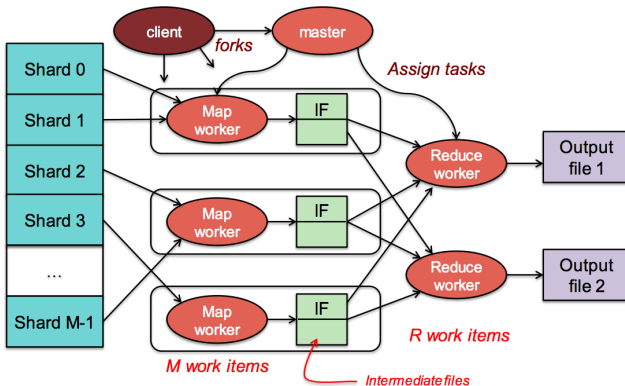 client
forks
master
Assign tasks
Shard 0
Shard 1
Shard 2
Shard 3
...
Shard M-1
Map
worker
IF
Map
worker
IF
Map
worker
IF
Reduce
worker
Reduce
worker
Output
file 1
Output
file 2
M work items
R work items
Intermediate files